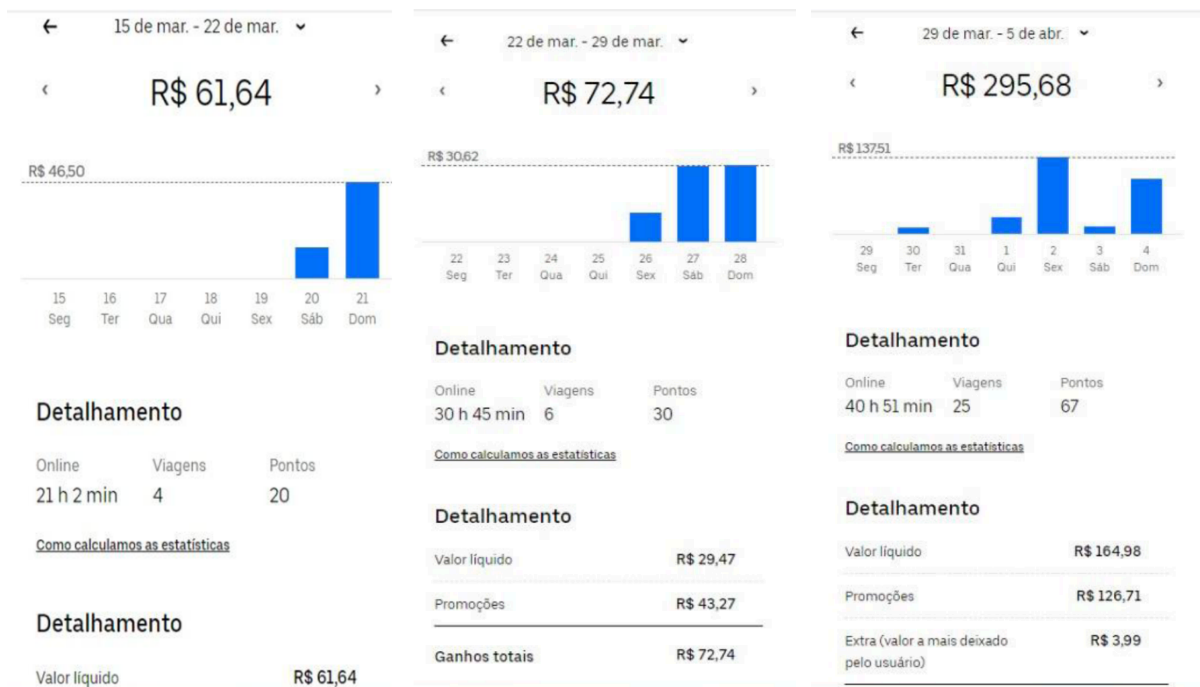 15 de mar. - 22 de mar.
R$ 61,64
R$ 46,50
15 16 17 18 19 20 21
Seg Ter Qua Qui Sex Sáb Dom
Detalhamento
Online Viagens Pontos
21 h 2 min 4 20
Como calculamos as estatísticas
Detalhamento
Valor líquido R$ 61,64
22 de mar. - 29 de mar.
R$ 72,74
R$ 30,62
22 23 24 25 26 27 28
Seg Ter Qua Qui Sex Sáb Dom
Detalhamento
Online Viagens Pontos
30 h 45 min 6 30
Como calculamos as estatísticas
Detalhamento
Valor líquido R$ 29,47
Promoções R$ 43,27
Ganhos totais R$ 72,74
29 de mar. - 5 de abr.
R$ 295,68
R$ 137,51
29 30 31 1 2 3 4
Seg Ter Qua Qui Sex Sáb Dom
Detalhamento
Online Viagens Pontos
40 h 51 min 25 67
Como calculamos as estatísticas
Detalhamento
Valor líquido R$ 164,98
Promoções R$ 126,71
Extra (valor a mais deixado R$ 3,99
pelo usuário)